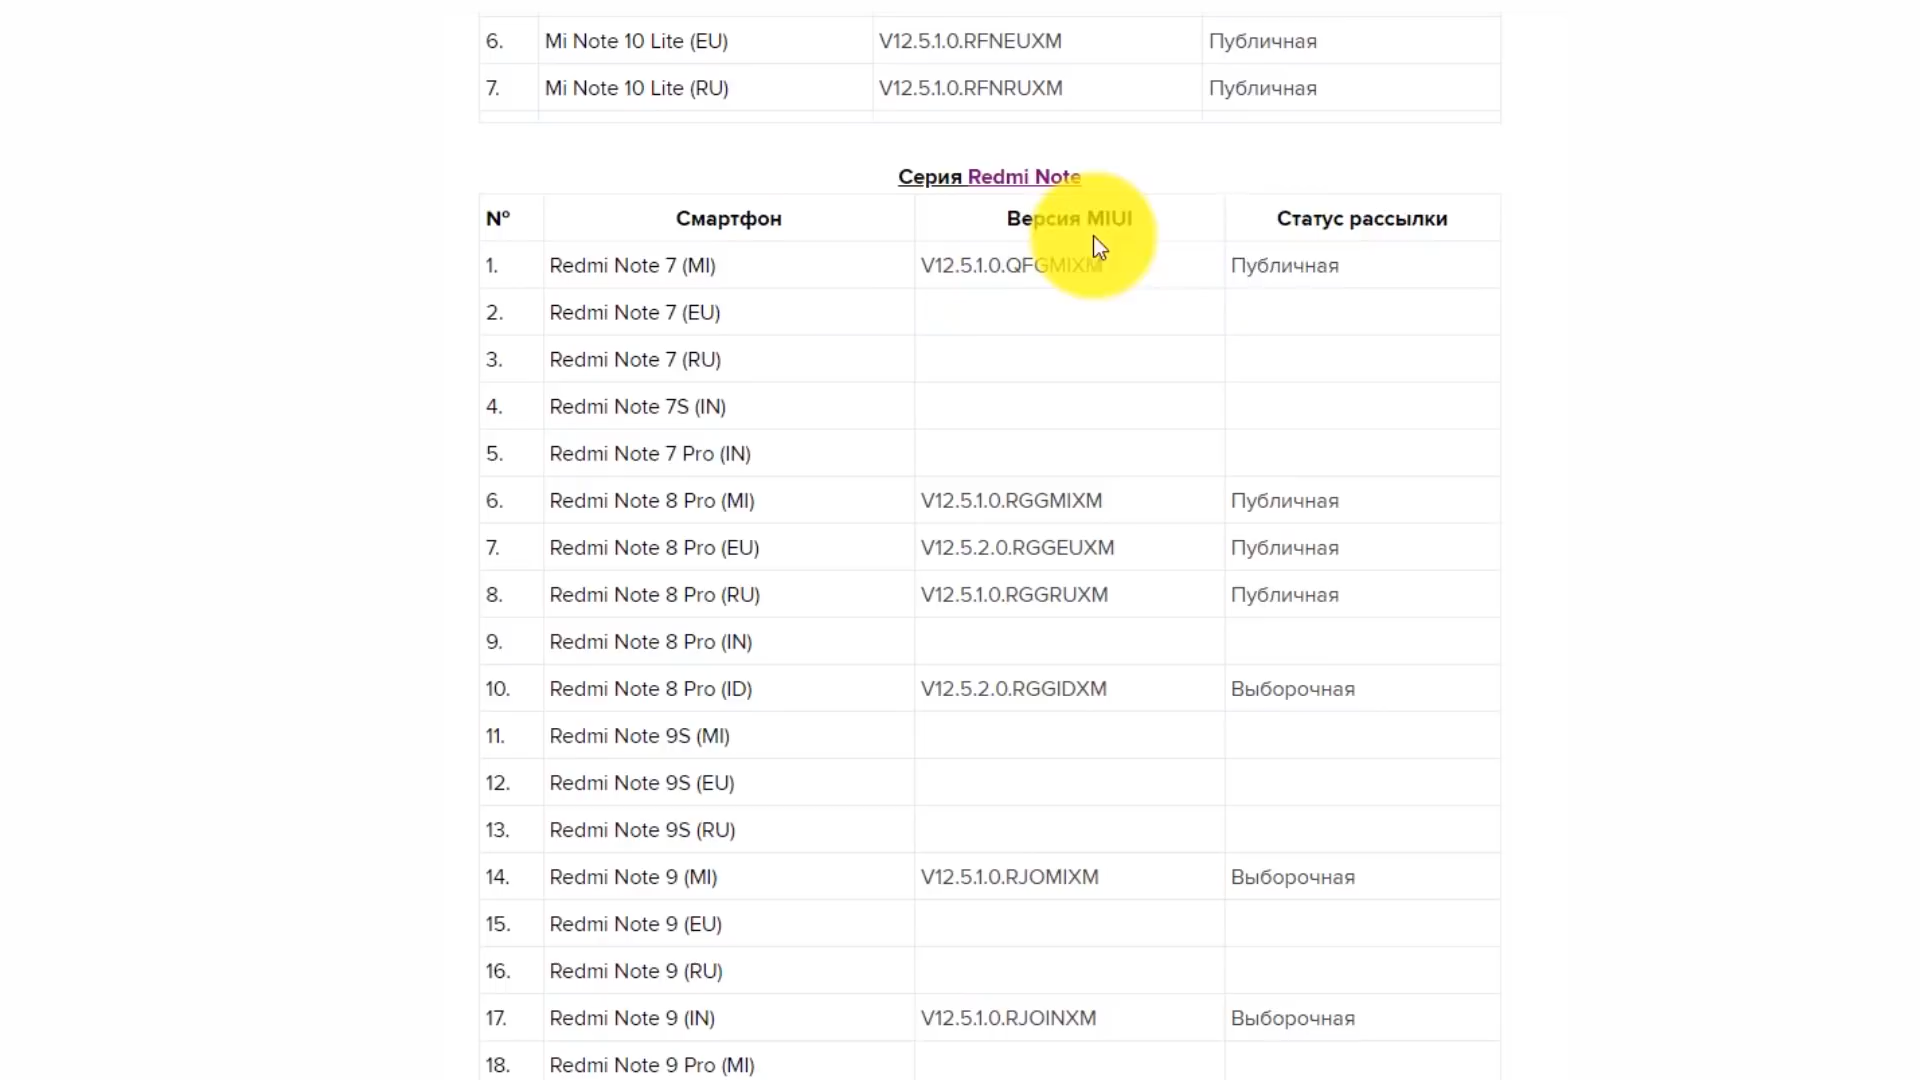 6. Mi Note 10 Lite (EU) V12.5.1.0.RFNEUXM Публичная
7. Mi Note 10 Lite (RU) V12.5.1.0.RFNRUXM Публичная
Серия Redmi Note
Nº Смартфон Версия MIUI Статус рассылки
1. Redmi Note 7 (MI) V12.5.1.0.QFGMIXM Публичная
2. Redmi Note 7 (EU)
3. Redmi Note 7 (RU)
4. Redmi Note 7S (IN)
5. Redmi Note 7 Pro (IN)
6. Redmi Note 8 Pro (MI) V12.5.1.0.RGGMIXM Публичная
7. Redmi Note 8 Pro (EU) V12.5.2.0.RGGEUXM Публичная
8. Redmi Note 8 Pro (RU) V12.5.1.0.RGGRUXM Публичная
9. Redmi Note 8 Pro (IN)
10. Redmi Note 8 Pro (ID) V12.5.2.0.RGGIDXM Выборочная
11. Redmi Note 9S (MI)
12. Redmi Note 9S (EU)
13. Redmi Note 9S (RU)
14. Redmi Note 9 (MI) V12.5.1.0.RJOMIXM Выборочная
15. Redmi Note 9 (EU)
16. Redmi Note 9 (RU)
17. Redmi Note 9 (IN) V12.5.1.0.RJOINXM Выборочная
18. Redmi Note 9 Pro (MI)